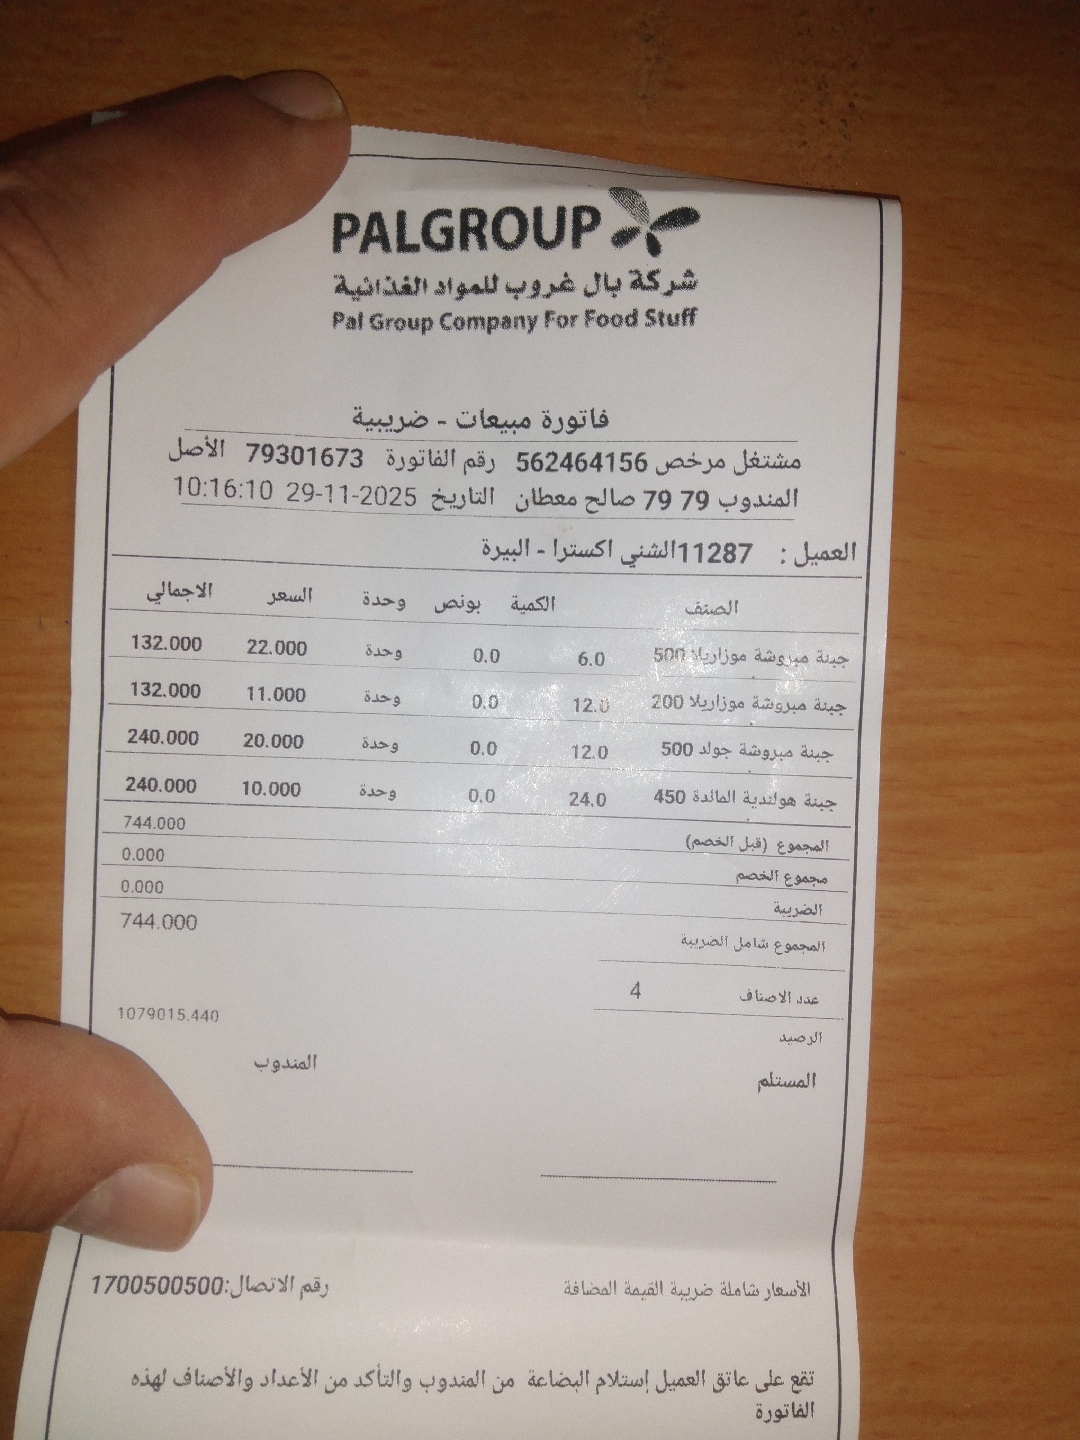 PALGROUP
شركة بال غروب للمواد الغذائية
Pal Group Company For Food Stuff
فاتورة مبيعات - ضريبية
مشتغل مرخص 562464156 رقم الفاتورة 79301673 الأصل
المندوب 79 79 صالح معطان التاريخ 29-11-2025 10:16:10
العميل : 11287الشني اكسترا - البيرة
الصنف الكمية بونص وحدة السعر الاجمالي
جبنة مبروشة موزاريلا 500 6.0 0.0 وحدة 22.000 132.000
جبنة مبروشة موزاريلا 200 12.0 0.0 وحدة 11.000 132.000
جبنة مبروشة جولد 500 12.0 0.0 وحدة 20.000 240.000
جبنة هولندية المائدة 450 24.0 0.0 وحدة 10.000 240.000
المجموع (قبل الخصم) 744.000
مجموع الخصم 0.000
الضريبة 0.000
المجموع شامل الضريبة 744.000
عدد الاصناف 4
الرصيد 1079015.440
المستلم المندوب
الأسعار شاملة ضريبة القيمة المضافة رقم الاتصال:1700500500
تقع على عاتق العميل إستلام البضاعة من المندوب والتأكد من الأعداد والأصناف لهذه
الفاتورة